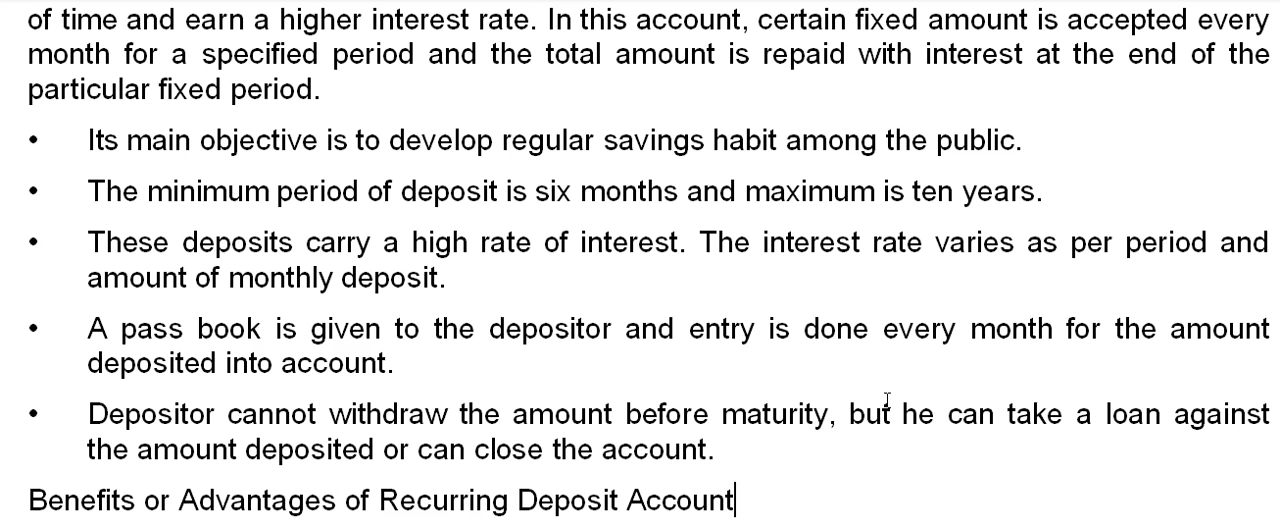 of time and earn a higher interest rate. In this account, certain fixed amount is accepted every
month for a specified period and the total amount is repaid with interest at the end of the
particular fixed period.
• Its main objective is to develop regular savings habit among the public.
• The minimum period of deposit is six months and maximum is ten years.
• These deposits carry a high rate of interest. The interest rate varies as per period and
amount of monthly deposit.
• A pass book is given to the depositor and entry is done every month for the amount
deposited into account.
• Depositor cannot withdraw the amount before maturity, but he can take a loan against
the amount deposited or can close the account.
Benefits or Advantages of Recurring Deposit Account